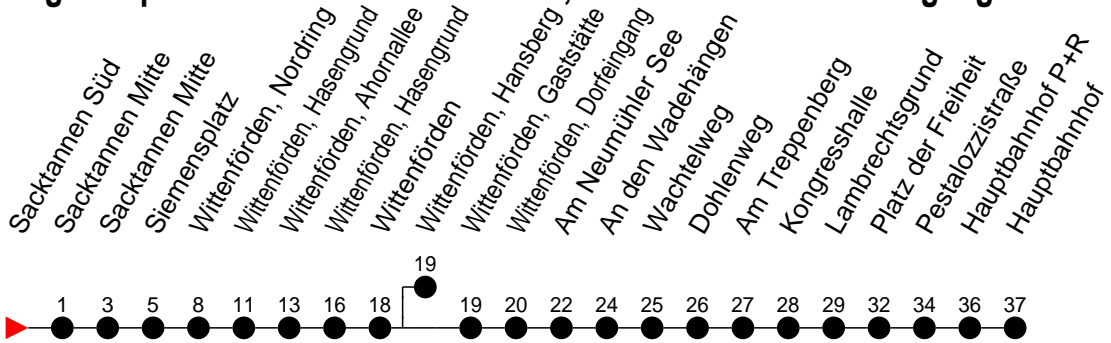 Sacktannen Süd
Sacktannen Mitte
Sacktannen Mitte
Siemensplatz
Wittenförden, Nordring
Wittenförden, Hasengrund
Wittenförden, Ahornallee
Wittenförden, Hasengrund
Wittenförden
Wittenförden, Hansberg
Wittenförden, Gaststätte
Wittenförden, Dorfeingang
Am Neumühler See
An den Wadehängen
Wachtelweg
Dohlenweg
Am Treppenberg
Kongresshalle
Lambrechtsgrund
Platz der Freiheit
Pestalozzistraße
Hauptbahnhof P+R
Hauptbahnhof
19
1 3 5 8 11 13 16 18 19 20 22 24 25 26 27 28 29 32 34 36 37